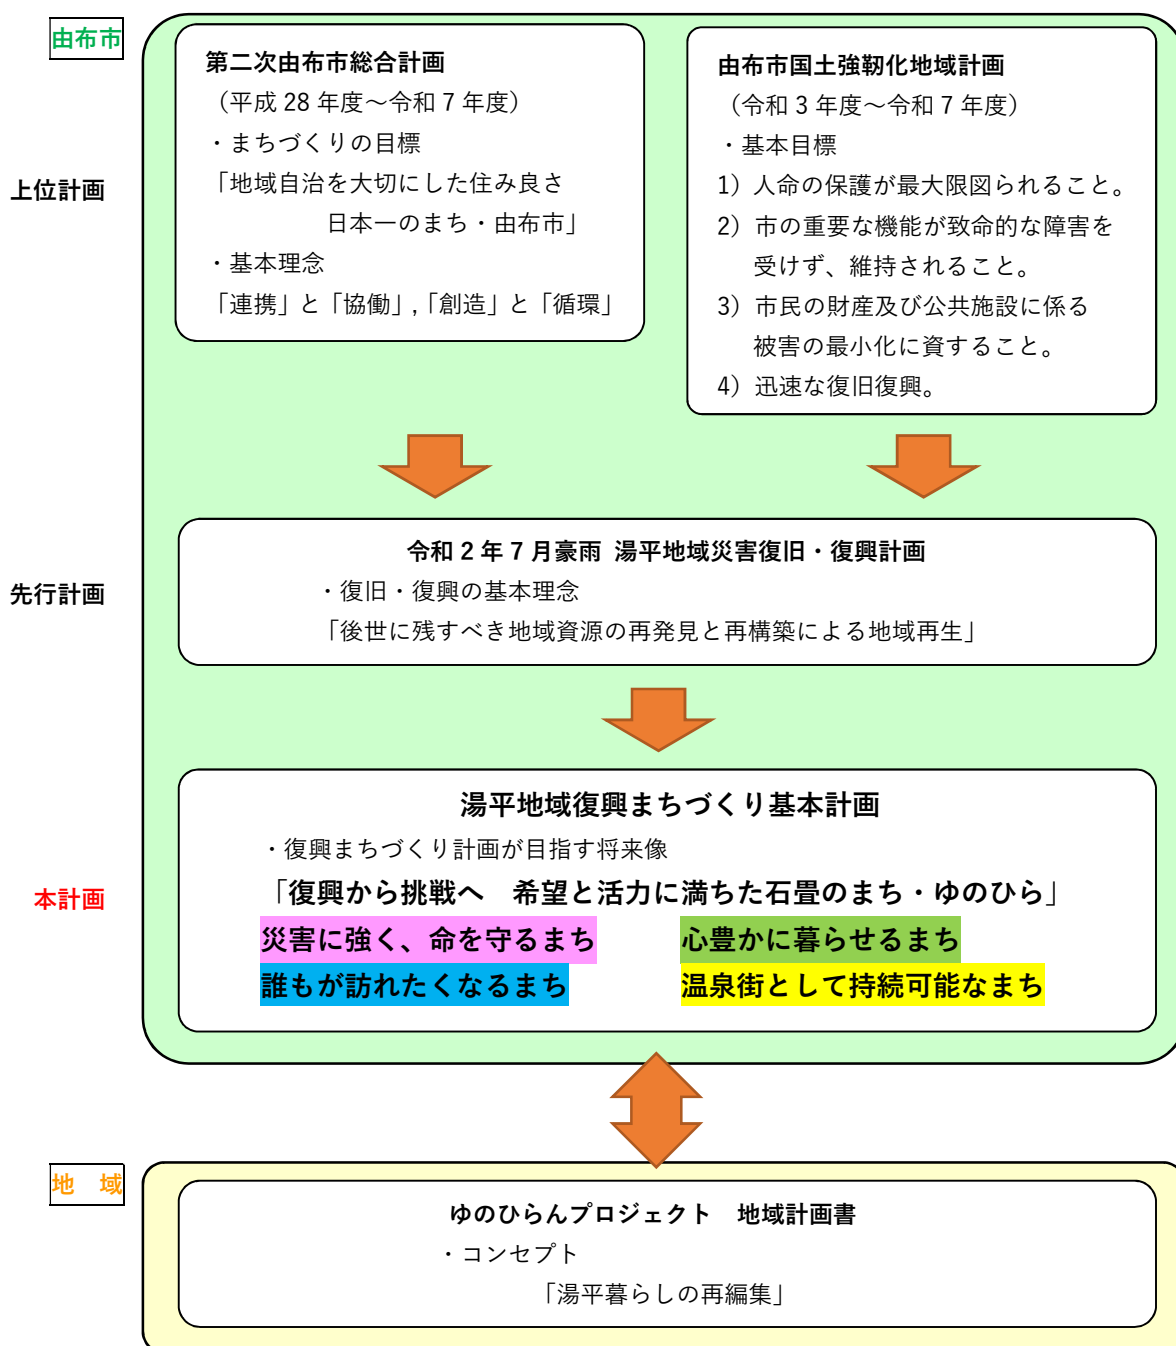 由布市
上位計画
第二次由布市総合計画
（平成 28 年度～令和 7 年度）
・まちづくりの目標
「地域自治を大切にした住み良さ
日本一のまち・由布市」
・基本理念
「連携」と「協働」,「創造」と「循環」
由布市国土強靭化地域計画
（令和 3 年度～令和 7 年度）
・基本目標
1）人命の保護が最大限図られること。
2）市の重要な機能が致命的な障害を
受けず、維持されること。
3）市民の財産及び公共施設に係る
被害の最小化に資すること。
4）迅速な復旧復興。
先行計画
令和 2 年 7 月豪雨 湯平地域災害復旧・復興計画
・復旧・復興の基本理念
「後世に残すべき地域資源の再発見と再構築による地域再生」
本計画
湯平地域復興まちづくり基本計画
・復興まちづくり計画が目指す将来像
「復興から挑戦へ　希望と活力に満ちた石畳のまち・ゆのひら」
災害に強く、命を守るまち　心豊かに暮らせるまち
誰もが訪れたくなるまち　温泉街として持続可能なまち
地　域
ゆのひらんプロジェクト　地域計画書
・コンセプト
「湯平暮らしの再編集」